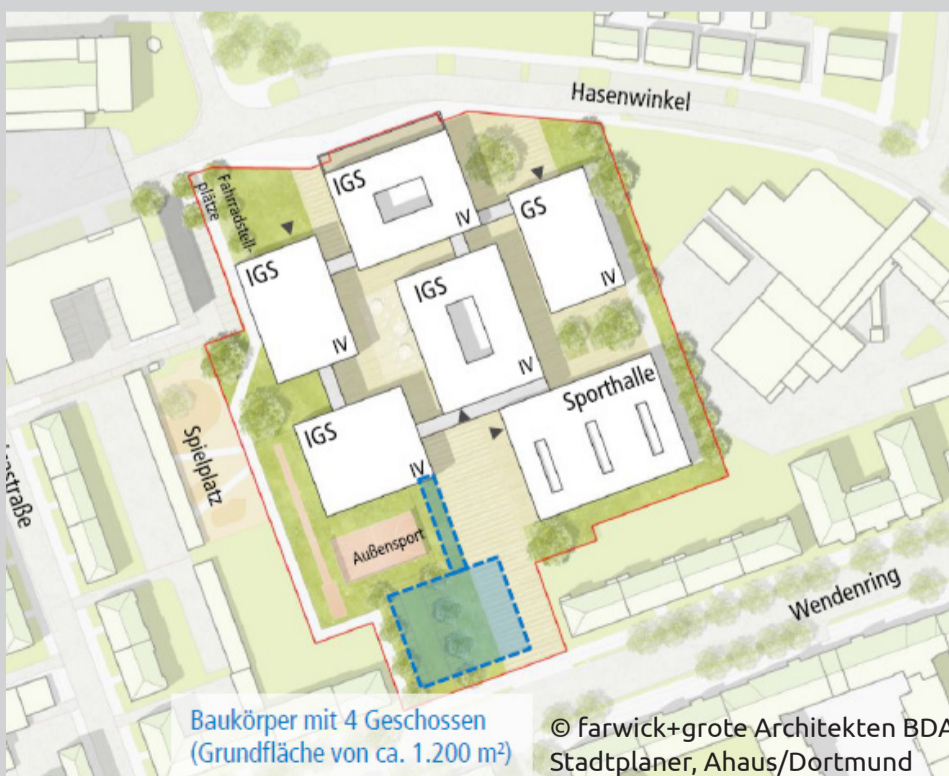 Hasenwinkel
Fahrradstell-
plätze
IGS
IV
GS
IV
IGS
IV
IGS
IV
Sporthalle
IGS
IV
Spielplatz
Außensport
Wendenring
Baukörper mit 4 Geschossen
(Grundfläche von ca. 1.200 m²)
© farwick+grote Architekten BDA
Stadtplaner, Ahaus/Dortmund